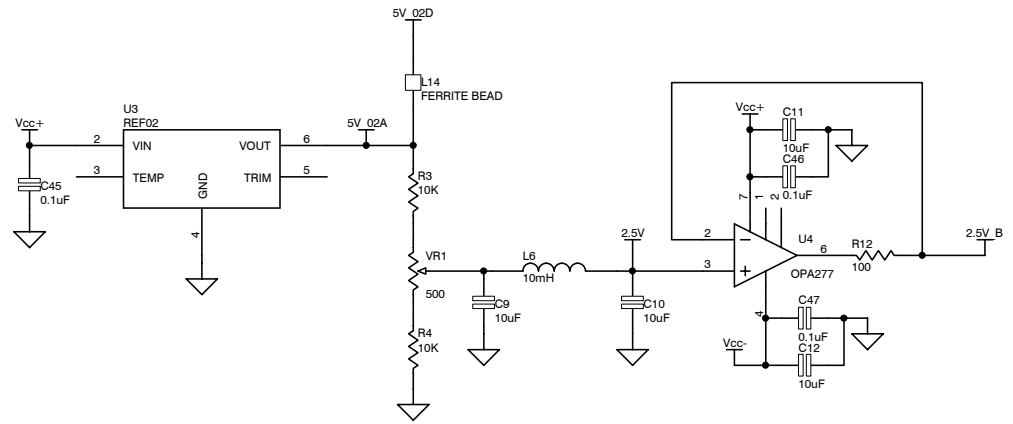 5V_02D
L14
FERRITE BEAD
U3
REF02
Vcc+
5V_02A
2
VIN
VOUT
6
3
TEMP
GND
TRIM
5
4
C45
0.1uF
R3
10K
VR1
500
R4
10K
C9
10uF
L6
10mH
2.5V
C10
10uF
Vcc+
C11
10uF
C46
0.1uF
7
1
2
U4
2
3
6
OPA277
R12
100
2.5V_B
4
C47
0.1uF
Vcc-
C12
10uF